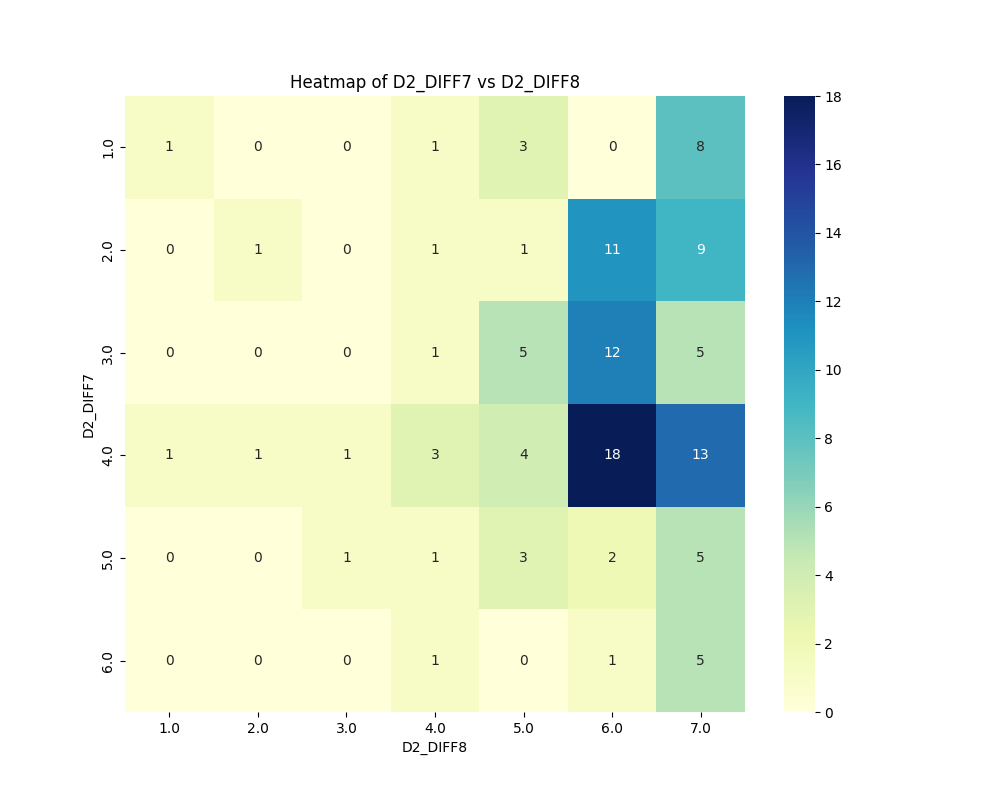 Heatmap of D2_DIFF7 vs D2_DIFF8
D2_DIFF7
1.0 1 0 0 1 3 0 8
2.0 0 1 0 1 1 11 9
3.0 0 0 0 1 5 12 5
4.0 1 1 1 3 4 18 13
5.0 0 0 1 1 3 2 5
6.0 0 0 0 1 0 1 5
1.0 2.0 3.0 4.0 5.0 6.0 7.0
D2_DIFF8
18
16
14
12
10
8
6
4
2
0